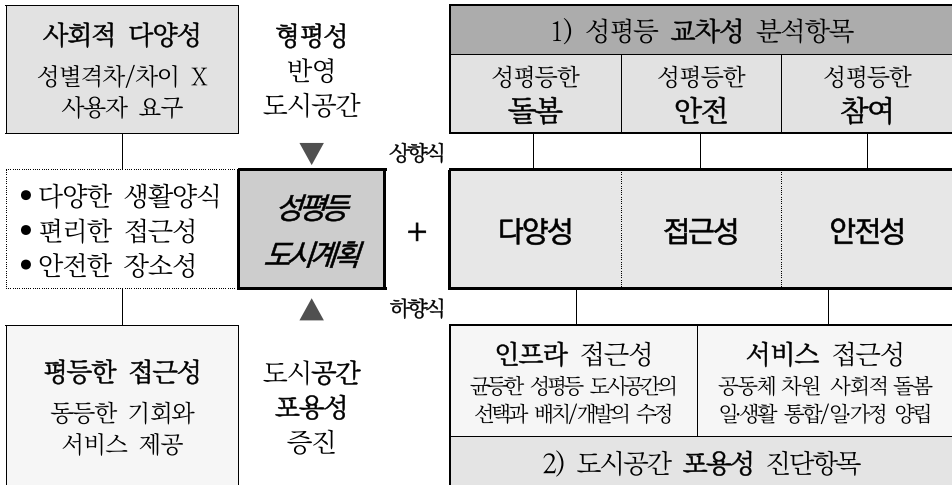 사회적 다양성
성별격차/차이 X
사용자 요구
형평성
반영
도시공간
1) 성평등 교차성 분석항목
성평등한
돌봄
성평등한
안전
성평등한
참여
상향식
• 다양한 생활양식
• 편리한 접근성
• 안전한 장소성
성평등
도시계획
+
다양성
접근성
안전성
하향식
평등한 접근성
동등한 기회와
서비스 제공
도시공간
포용성
증진
인프라 접근성
균등한 성평등 도시공간의
선택과 배치/개발의 수정
서비스 접근성
공동체 차원 사회적 돌봄
일·생활 통합/일·가정 양립
2) 도시공간 포용성 진단항목